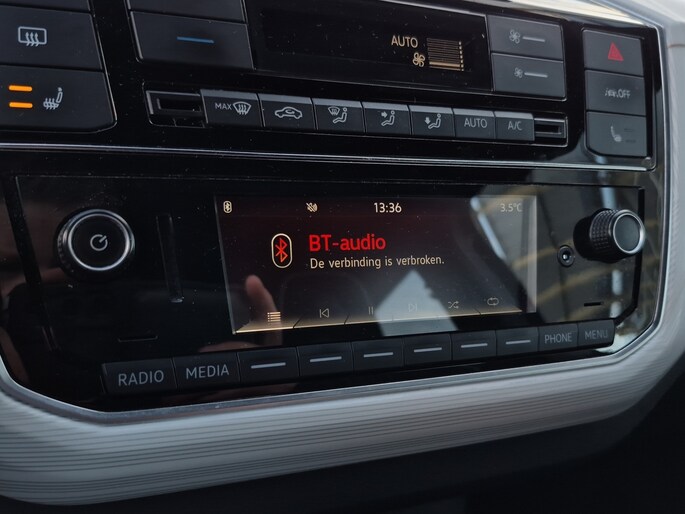 AUTO
OFF
MAX
AUTO
A/C
13:36
3.5°C
BT-audio
De verbinding is verbroken.
RADIO
MEDIA
PHONE
MENU